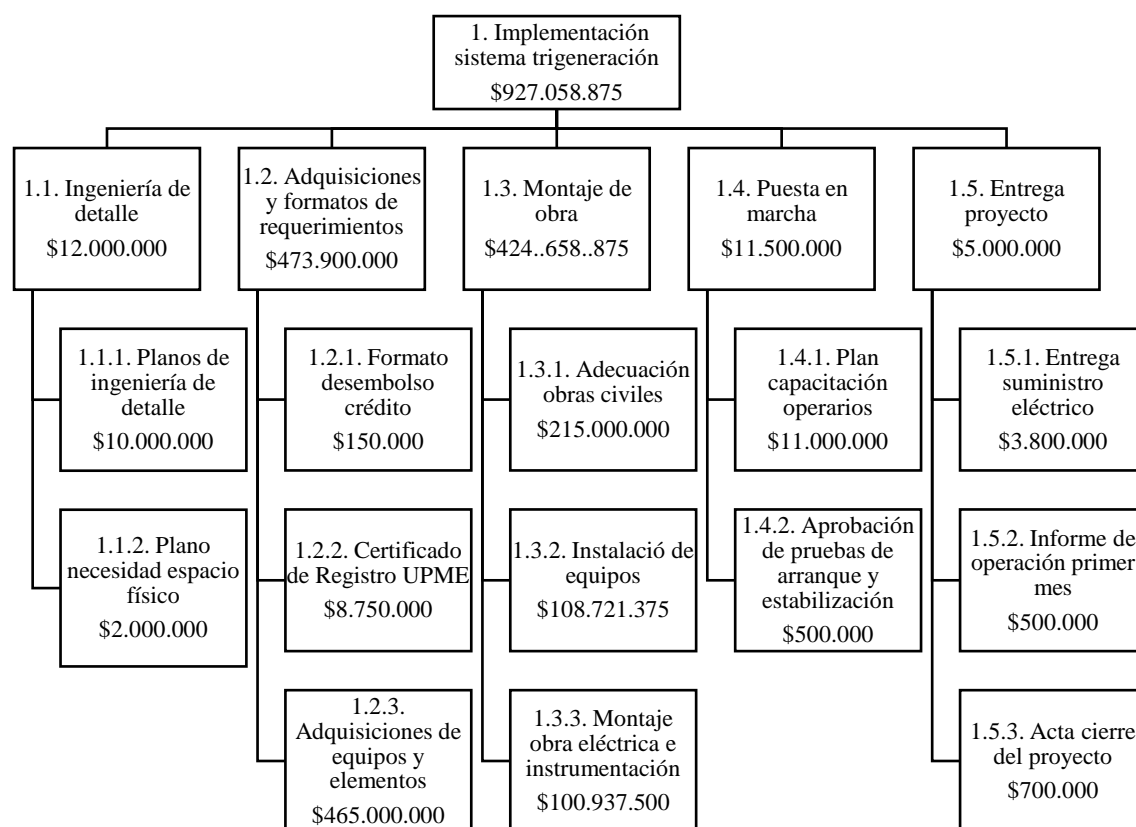 1. Implementación
sistema trigeneración
$927.058.875
1.1. Ingeniería de
detalle
$12.000.000
1.2. Adquisiciones
y formatos de
requerimientos
$473.900.000
1.3. Montaje de
obra
$424..658..875
1.4. Puesta en
marcha
$11.500.000
1.5. Entrega
proyecto
$5.000.000
1.1.1. Planos de
ingeniería de
detalle
$10.000.000
1.2.1. Formato
desembolso
crédito
$150.000
1.3.1. Adecuación
obras civiles
$215.000.000
1.4.1. Plan
capacitación
operarios
$11.000.000
1.5.1. Entrega
suministro
eléctrico
$3.800.000
1.1.2. Plano
necesidad espacio
físico
$2.000.000
1.2.2. Certificado
de Registro UPME
$8.750.000
1.3.2. Instalació de
equipos
$108.721.375
1.4.2. Aprobación
de pruebas de
arranque y
estabilización
$500.000
1.5.2. Informe de
operación primer
mes
$500.000
1.2.3.
Adquisiciones de
equipos y
elementos
$465.000.000
1.3.3. Montaje
obra eléctrica e
instrumentación
$100.937.500
1.5.3. Acta cierre
del proyecto
$700.000